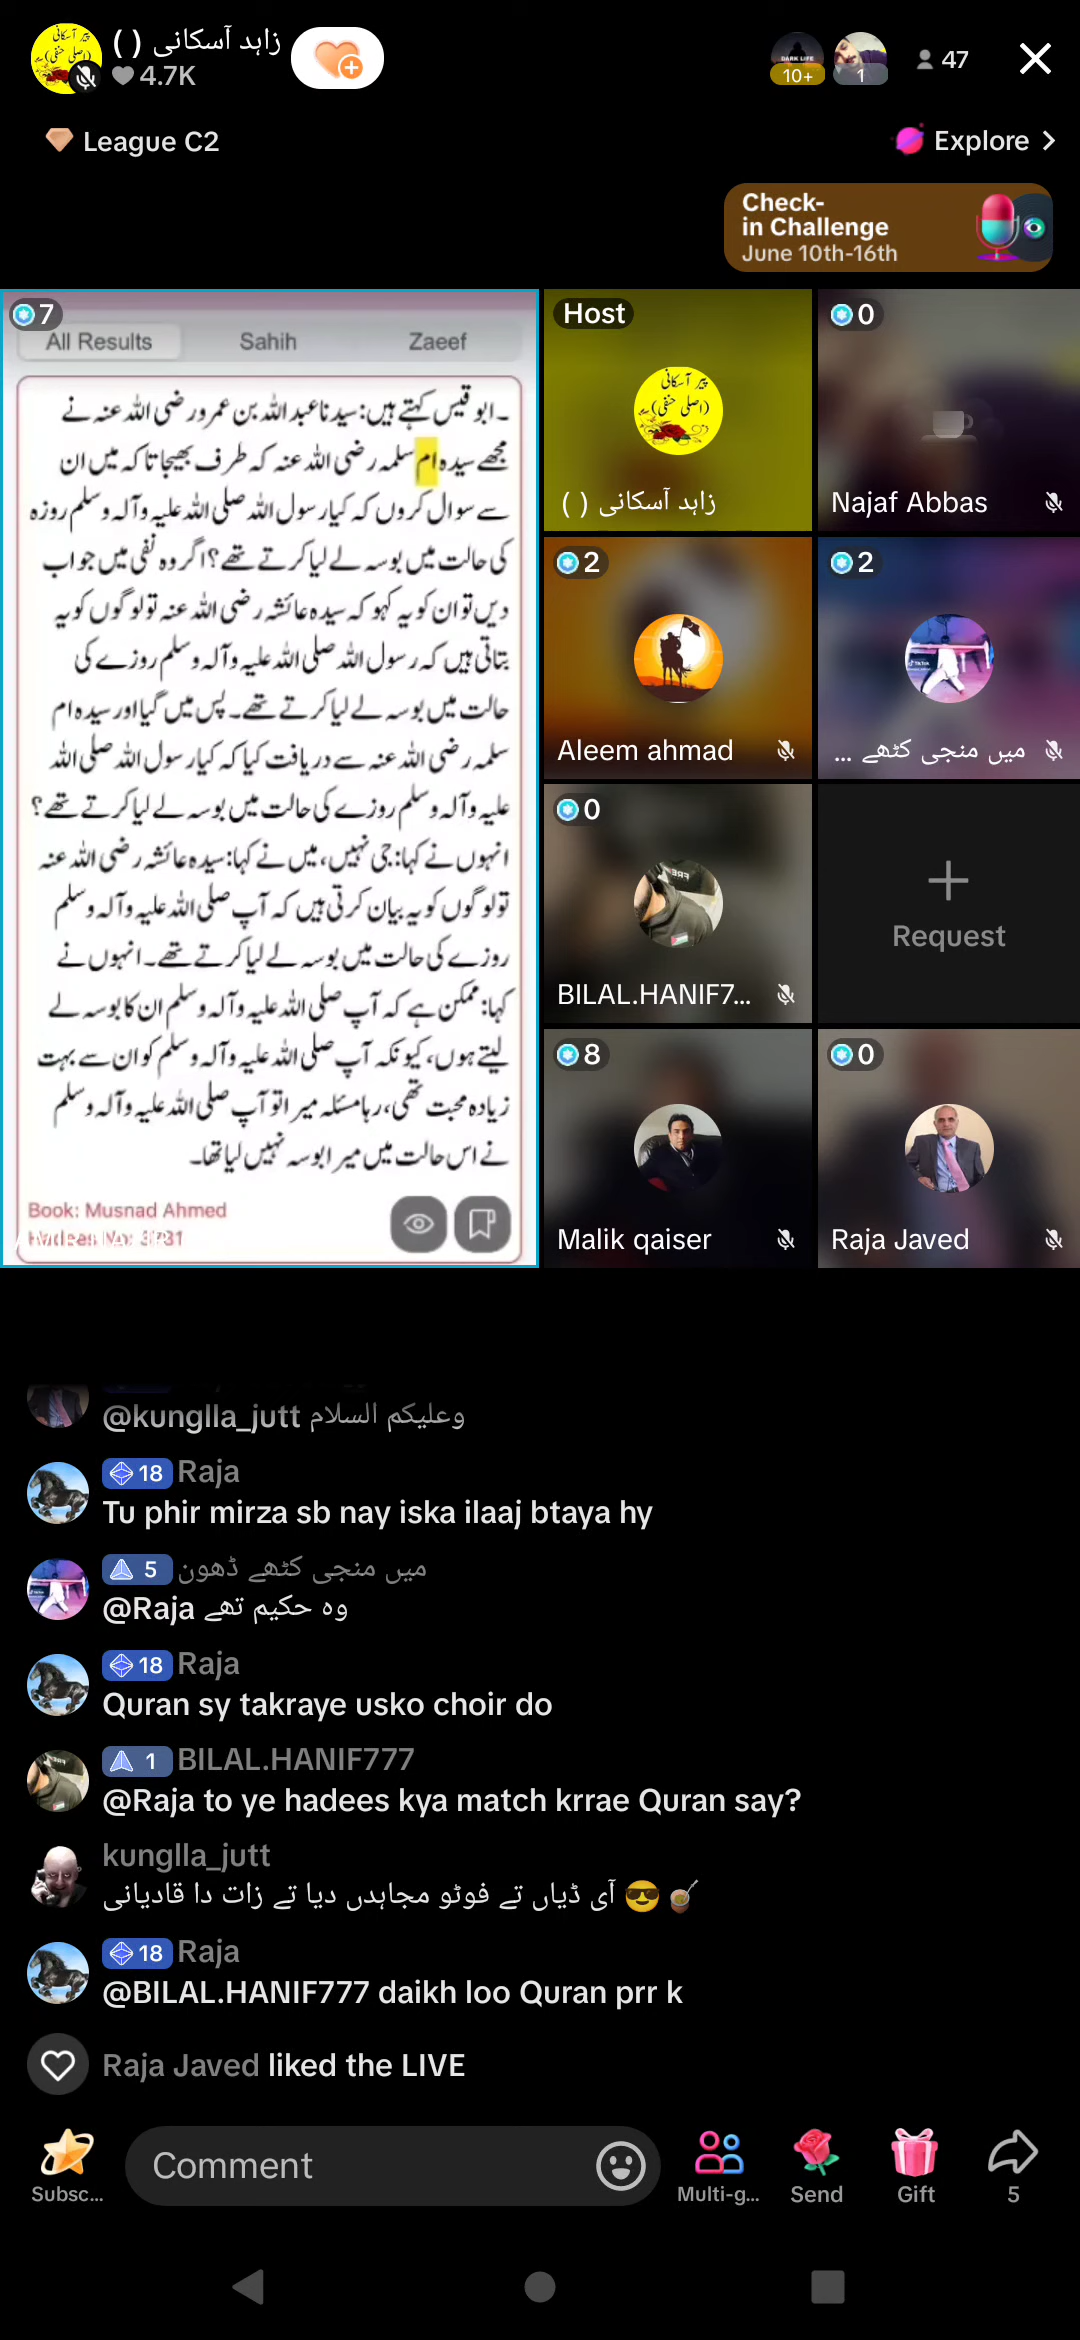 زاہد آسکانی ( )
4.7K
10+
1
47
League C2
Explore
Check-
in Challenge
June 10th-16th
7
All Results
Sahih
Zaeef
۔ ابو قیس کہتے ہیں: سیدنا عبد اللہ بن عمرو رضی اللہ عنہ نے
مجھے سیدہ ام سلمہ رضی اللہ عنہ کہ طرف بھیجا تا کہ میں ان
سے سوال کروں کہ کیا رسول اللہ صلی اللہ علیہ وآلہ وسلم روزہ
کی حالت میں بوسہ لے لیا کرتے تھے؟ اگر وہ نفی میں جواب
دیں تو ان کو یہ کہو کہ سیدہ عائشہ رضی اللہ عنہ تو لوگوں کو یہ
بتاتی ہیں کہ رسول اللہ صلی اللہ علیہ وآلہ وسلم روزے کی
حالت میں بوسہ لے لیا کرتے تھے۔ پس میں گیا اور سیدہ ام
سلمہ رضی اللہ عنہ سے دریافت کیا کہ کیا رسول اللہ صلی اللہ
علیہ وآلہ وسلم روزے کی حالت میں بوسہ لے لیا کرتے تھے؟
انہوں نے کہا: جی نہیں، میں نے کہا: سیدہ عائشہ رضی اللہ عنہ
تو لوگوں کو یہ بیان کرتی ہیں کہ آپ صلی اللہ علیہ وآلہ وسلم
روزے کی حالت میں بوسہ لے لیا کرتے تھے۔ انہوں نے
کہا: ممکن ہے کہ آپ صلی اللہ علیہ وآلہ وسلم ان کا بوسہ لے
لیتے ہوں، کیونکہ آپ صلی اللہ علیہ وآلہ وسلم کو ان سے بہت
زیادہ محبت تھی، رہا مسئلہ میرا تو آپ صلی اللہ علیہ وآلہ وسلم
نے اس حالت میں میرا بوسہ نہیں لیا تھا۔
Book: Musnad Ahmed
Host
پیر آسکانی
(اصلی حنفی)
زاہد آسکانی ( )
0
Najaf Abbas
2
Aleem ahmad
2
میں منجی کٹھے ...
0
BILAL.HANIF7...
Request
8
Malik qaiser
0
Raja Javed
@kunglla_jutt وعلیکم السلام
18 Raja
Tu phir mirza sb nay iska ilaaj btaya hy
5 میں منجی کٹھے ڈھون
@Raja وہ حکیم تھے
18 Raja
Quran sy takraye usko choir do
1 BILAL.HANIF777
@Raja to ye hadees kya match krrae Quran say?
kunglla_jutt
آی ڈیاں تے فوٹو مجاہدں دیا تے زات دا قادیانی 😎🧉
18 Raja
@BILAL.HANIF777 daikh loo Quran prr k
Raja Javed liked the LIVE
Subsc...
Comment
Multi-g...
Send
Gift
5